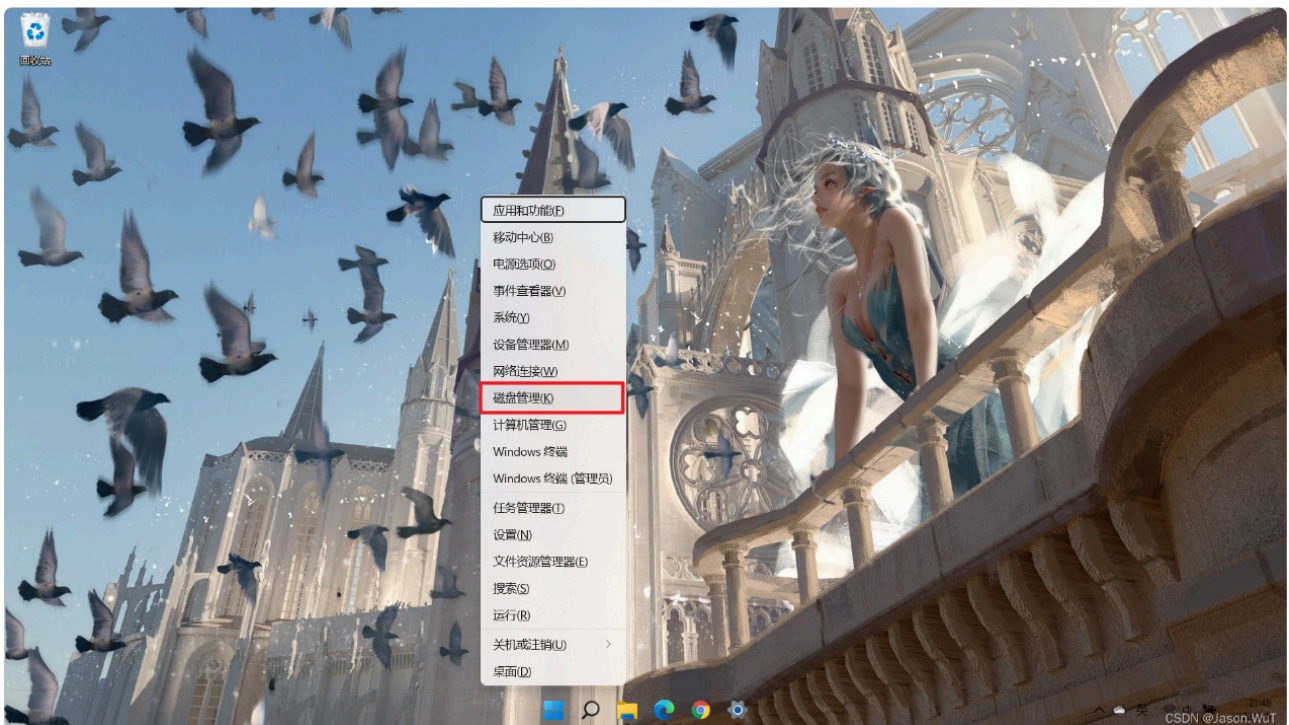 回收站
应用和功能(F)
移动中心(B)
电源选项(O)
事件查看器(V)
系统(Y)
设备管理器(M)
网络连接(W)
磁盘管理(K)
计算机管理(G)
Windows 终端
Windows 终端 (管理员)
任务管理器(T)
设置(N)
文件资源管理器(E)
搜索(S)
运行(R)
关机或注销(U)
桌面(D)
英
21:48
CSDN @Jason.WuT